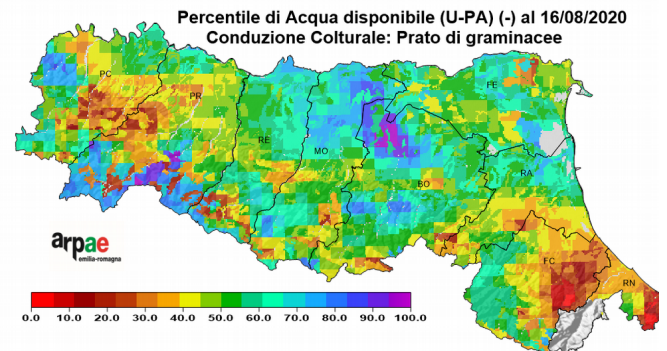 Percentile di Acqua disponibile (U-PA) (-) al 16/08/2020
Conduzione Colturale: Prato di graminacee
PC
PR
RE
MO
BO
FE
RA
FC
RN
arpae
emilia-romagna
0.0 10.0 20.0 30.0 40.0 50.0 60.0 70.0 80.0 90.0 100.0